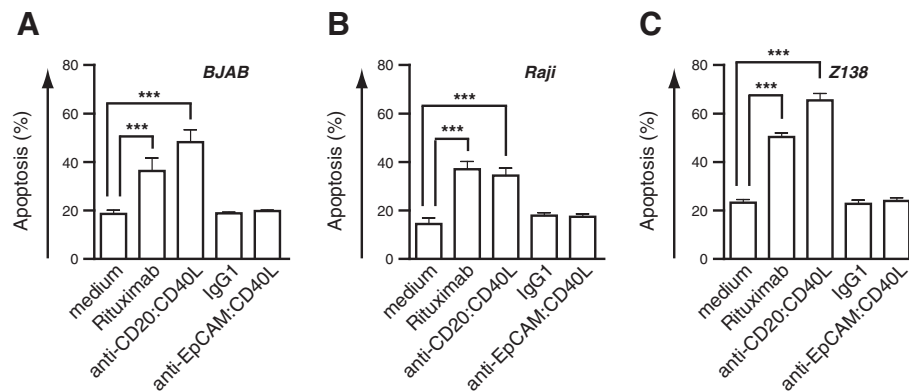 A
BJAB
Apoptosis (%)
80
60
40
20
0
***
***
medium
Rituximab
anti-CD20:CD40L
IgG1
anti-EpCAM:CD40L
B
Raji
Apoptosis (%)
80
60
40
20
0
***
***
medium
Rituximab
anti-CD20:CD40L
IgG1
anti-EpCAM:CD40L
C
Z138
Apoptosis (%)
80
60
40
20
0
***
***
medium
Rituximab
anti-CD20:CD40L
IgG1
anti-EpCAM:CD40L